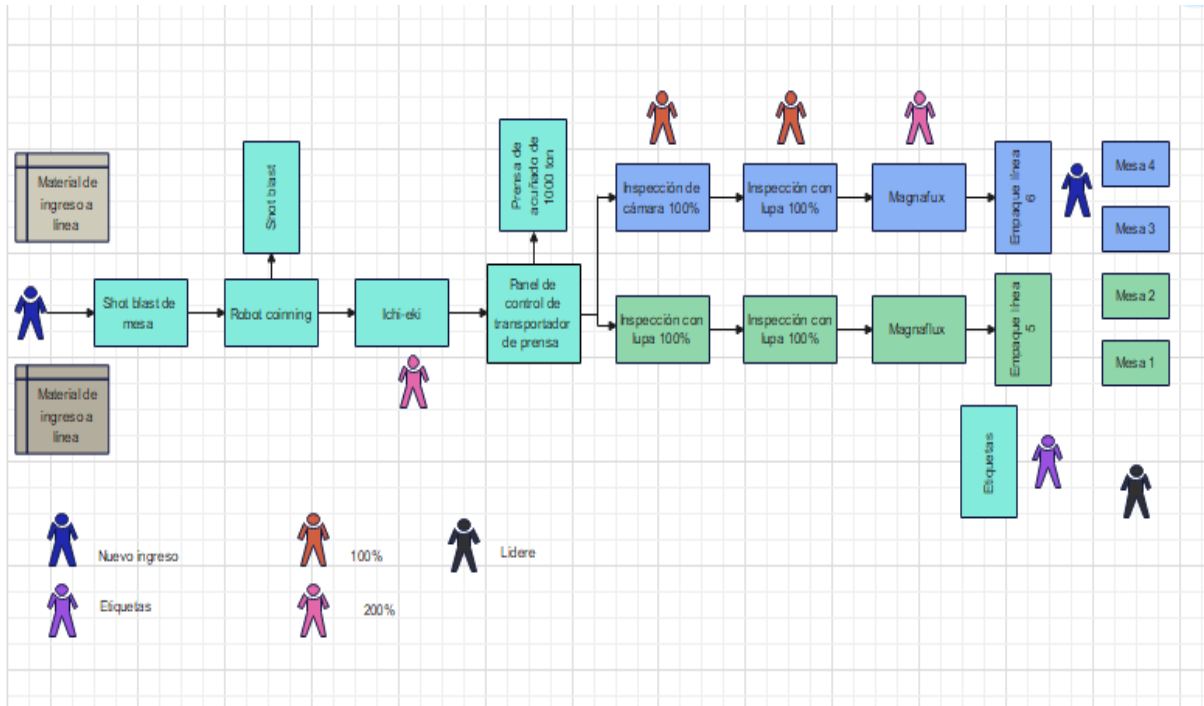 Material de
ingreso a
línea
Shot blast
Prensa de
acuñado de
1000 ton
Inspección de
cámara 100%
Inspección con
lupa 100%
Magnafux
Empaque línea
6
Mesa 4
Mesa 3
Shot blast de
mesa
Robot coinning
Ichi-eki
Panel de
control de
transportador
de prensa
Inspección con
lupa 100%
Inspección con
lupa 100%
Magnaflux
Empaque línea
5
Mesa 2
Mesa 1
Material de
ingreso a
línea
Etiquetas
Nuevo ingreso
100%
Lidere
Etiquetas
200%